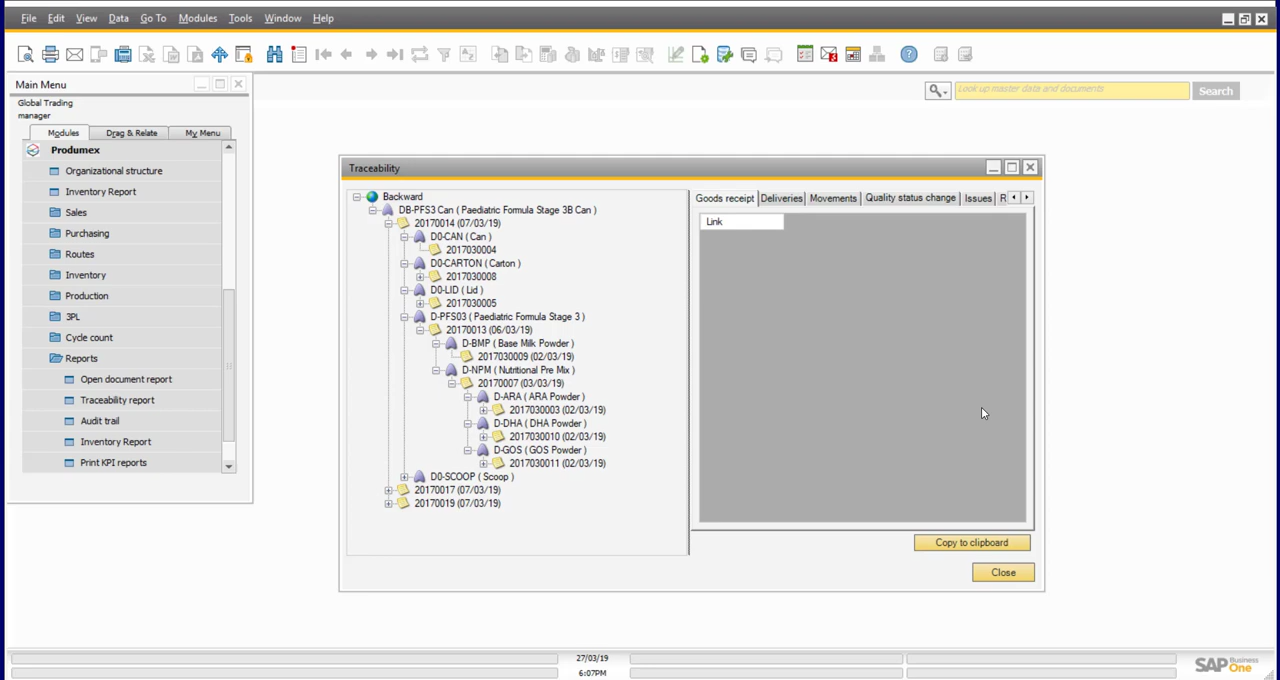 File Edit View Data Go To Modules Tools Window Help
Main Menu
Global Trading
manager
Modules Drag & Relate My Menu
Produmex
Organizational structure
Inventory Report
Sales
Purchasing
Routes
Inventory
Production
3PL
Cycle count
Reports
Open document report
Traceability report
Audit trail
Inventory Report
Print KPI reports
Look up master data and documents
Search
Traceability
Backward
DB-PFS3 Can ( Paediatric Formula Stage 3B Can )
20170014 (07/03/19)
D0-CAN ( Can )
2017030004
D0-CARTON ( Carton )
2017030008
D0-LID ( Lid )
2017030005
D-PFS03 ( Paediatric Formula Stage 3 )
20170013 (06/03/19)
D-BMP ( Base Milk Powder )
2017030009 (02/03/19)
D-NPM ( Nutritional Pre Mix )
20170007 (03/03/19)
D-ARA ( ARA Powder )
2017030003 (02/03/19)
D-DHA ( DHA Powder )
2017030010 (02/03/19)
D-GOS ( GOS Powder )
2017030011 (02/03/19)
D0-SCOOP ( Scoop )
20170017 (07/03/19)
20170019 (07/03/19)
Goods receipt Deliveries Movements Quality status change Issues R
Link
Copy to clipboard
Close
27/03/19
6:07PM
SAP Business One